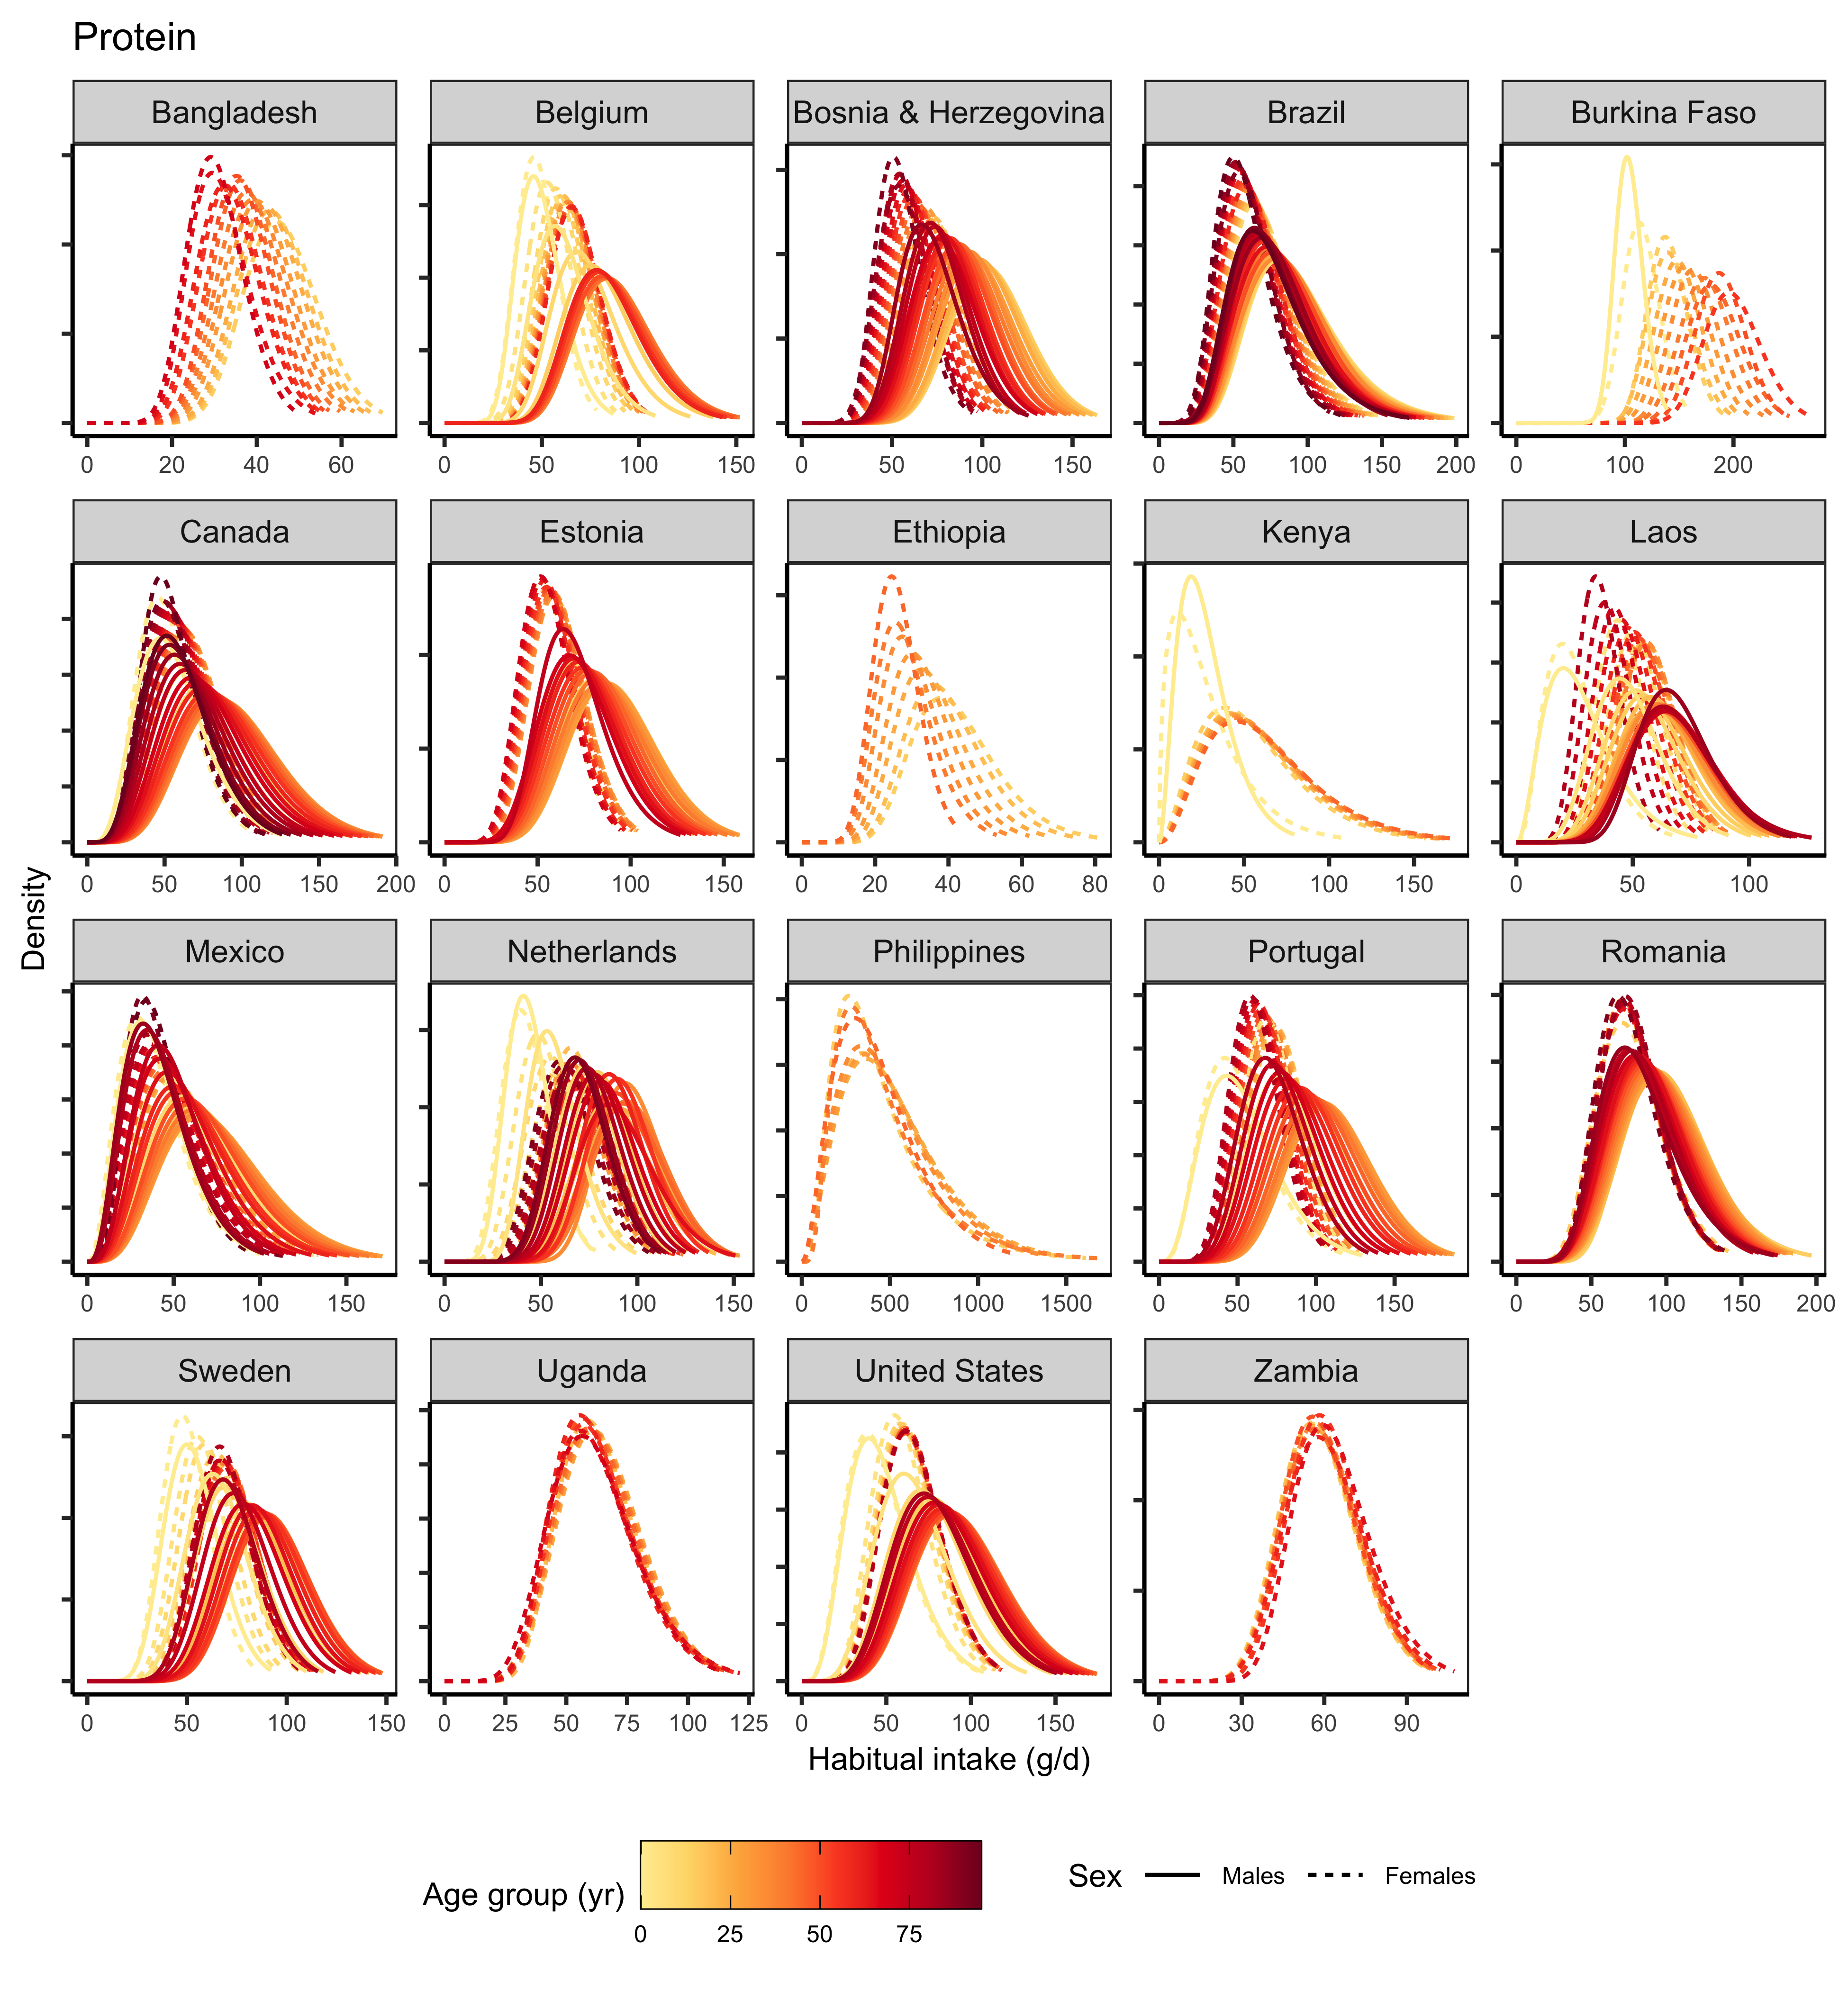 Protein
Bangladesh Belgium Bosnia & Herzegovina Brazil Burkina Faso
0 20 40 60 0 50 100 150 0 50 100 150 0 50 100 150 200 0 100 200
Canada Estonia Ethiopia Kenya Laos
0 50 100 150 200 0 50 100 150 0 20 40 60 80 0 50 100 150 0 50 100
Density
Mexico Netherlands Philippines Portugal Romania
0 50 100 150 0 50 100 150 0 500 1000 1500 0 50 100 150 0 50 100 150 200
Sweden Uganda United States Zambia
0 50 100 150 0 25 50 75 100 125 0 50 100 150 0 30 60 90
Habitual intake (g/d)
Age group (yr)
0 25 50 75
Sex Males Females